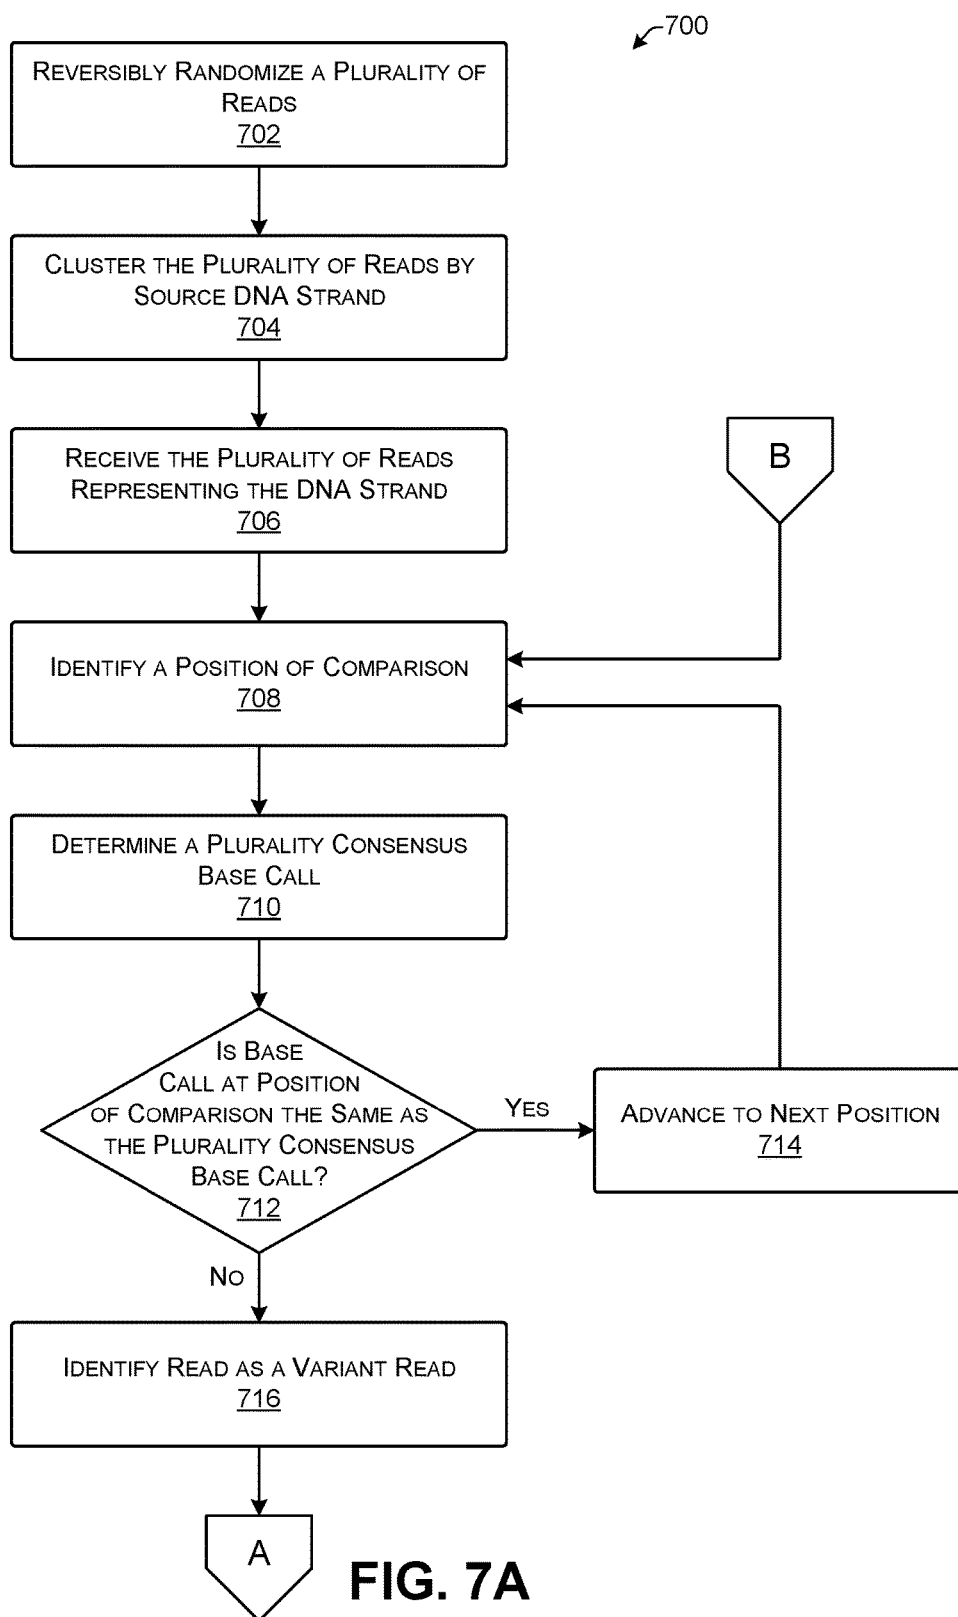 700
REVERSIBLY RANDOMIZE A PLURALITY OF
READS
702
CLUSTER THE PLURALITY OF READS BY
SOURCE DNA STRAND
704
RECEIVE THE PLURALITY OF READS
REPRESENTING THE DNA STRAND
706
B
IDENTIFY A POSITION OF COMPARISON
708
DETERMINE A PLURALITY CONSENSUS
BASE CALL
710
IS BASE
CALL AT POSITION
OF COMPARISON THE SAME AS
THE PLURALITY CONSENSUS
BASE CALL?
712
YES
ADVANCE TO NEXT POSITION
714
NO
IDENTIFY READ AS A VARIANT READ
716
A
FIG. 7A